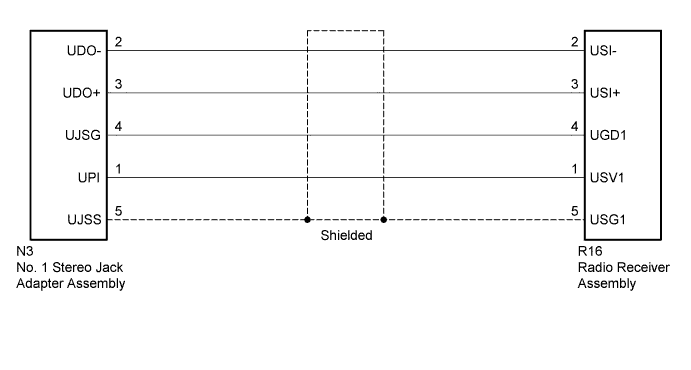 UDO- 2 2 USI-
UDO+ 3 3 USI+
UJSG 4 4 UGD1
UPI 1 1 USV1
UJSS 5 5 USG1
Shielded
N3
No. 1 Stereo Jack
Adapter Assembly
R16
Radio Receiver
Assembly